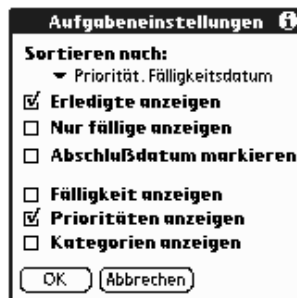 Aufgabeneinstellungen
Sortieren nach:
Priorität, Fälligkeitsdatum
Erledigte anzeigen
Nur fällige anzeigen
Abschlußdatum markieren
Fälligkeit anzeigen
Prioritäten anzeigen
Kategorien anzeigen
OK Abbrechen